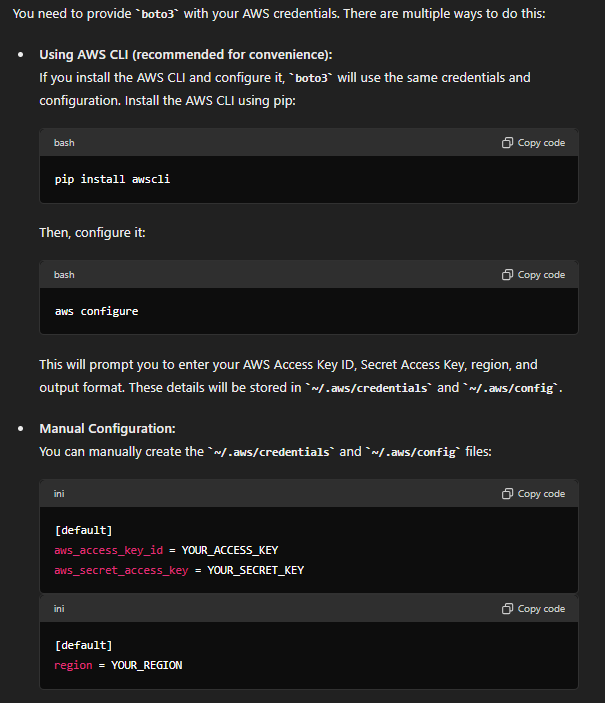 You need to provide `boto3` with your AWS credentials. There are multiple ways to do this:
Using AWS CLI (recommended for convenience):
If you install the AWS CLI and configure it, `boto3` will use the same credentials and
configuration. Install the AWS CLI using pip:
bash
Copy code
pip install awscli
Then, configure it:
bash
Copy code
aws configure
This will prompt you to enter your AWS Access Key ID, Secret Access Key, region, and
output format. These details will be stored in `~/.aws/credentials` and `~/.aws/config`.
Manual Configuration:
You can manually create the `~/.aws/credentials` and `~/.aws/config` files:
ini
Copy code
[default]
aws_access_key_id = YOUR_ACCESS_KEY
aws_secret_access_key = YOUR_SECRET_KEY
ini
Copy code
[default]
region = YOUR_REGION